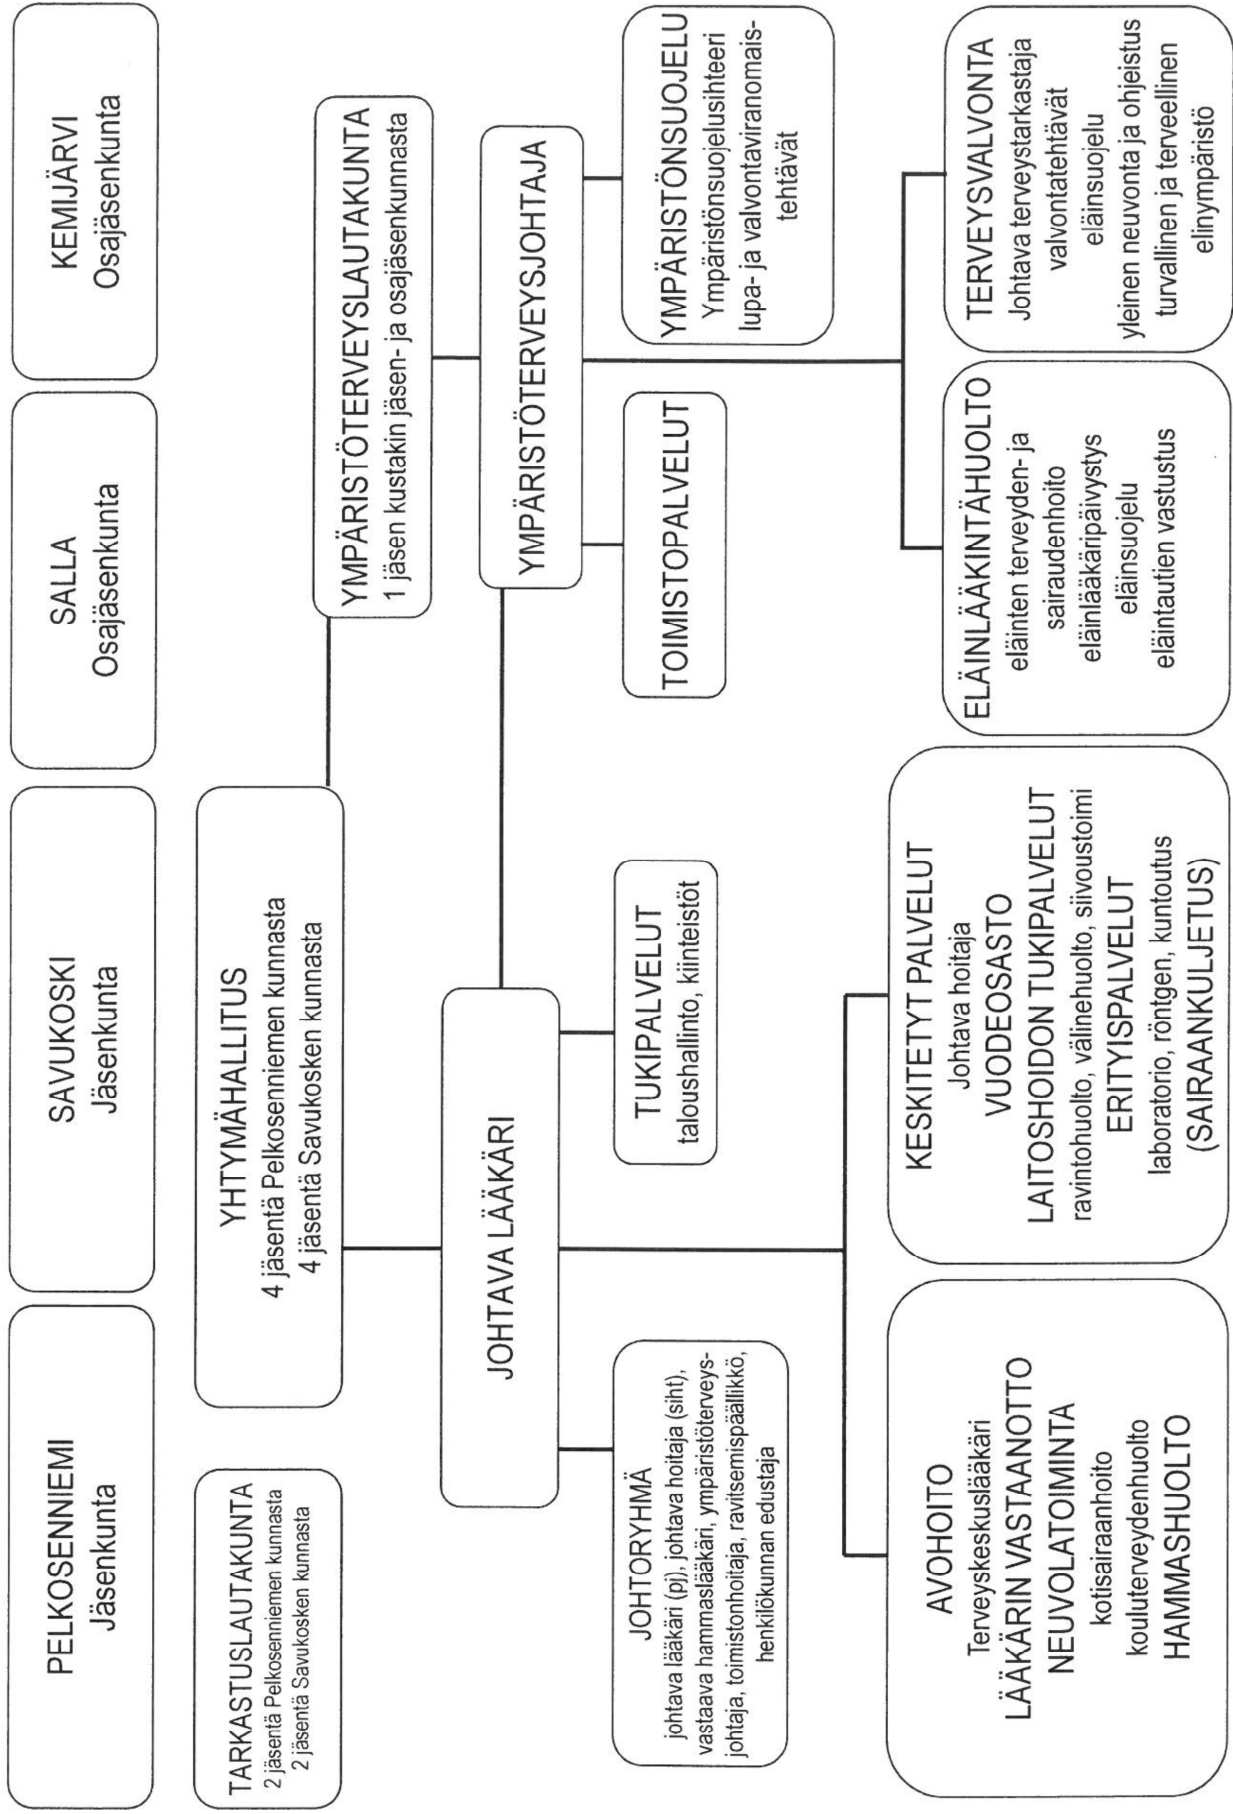 PELKOSENNIEMI
Jäsenkunta
SAVUKOSKI
Jäsenkunta
SALLA
Osajäsenkunta
KEMIJÄRVI
Osajäsenkunta
TARKASTUSLAUTAKUNTA
2 jäsentä Pelkosenniemen kunnasta
2 jäsentä Savukosken kunnasta
YHTYMÄHALLITUS
4 jäsentä Pelkosenniemen kunnasta
4 jäsentä Savukosken kunnasta
YMPÄRISTÖTERVEYSLAUTAKUNTA
1 jäsen kustakin jäsen- ja osajäsenkunnasta
JOHTAVA LÄÄKÄRI
YMPÄRISTÖTERVEYSJOHTAJA
JOHTORYHMÄ
johtava lääkäri (pj), johtava hoitaja (siht),
vastaava hammaslääkäri, ympäristöterveys-
johtaja, toimistonhoitaja, ravitsemispäällikkö,
henkilökunnan edustaja
TUKIPALVELUT
taloushallinto, kiinteistöt
TOIMISTOPALVELUT
YMPÄRISTÖNSUOJELU
Ympäristönsuojelusihteeri
lupa- ja valvontaviranomais-
tehtävät
AVOHOITO
Terveyskeskuslääkäri
LÄÄKÄRIN VASTAANOTTO
NEUVOLATOIMINTA
kotisairaanhoito
kouluterveydenhuolto
HAMMASHUOLTO
KESKITETYT PALVELUT
Johtava hoitaja
VUODEOSASTO
LAITOSHOIDON TUKIPALVELUT
ravintohuolto, välinehuolto, siivoustoimi
ERITYISPALVELUT
laboratorio, röntgen, kuntoutus
(SAIRAANKULJETUS)
ELÄINLÄÄKINTÄHUOLTO
eläinten terveyden- ja
sairaudenhoito
eläinlääkäripäivystys
eläinsuojelu
eläintautien vastustus
TERVEYSVALVONTA
Johtava terveystarkastaja
valvontatehtävät
eläinsuojelu
yleinen neuvonta ja ohjeistus
turvallinen ja terveellinen
elinympäristö